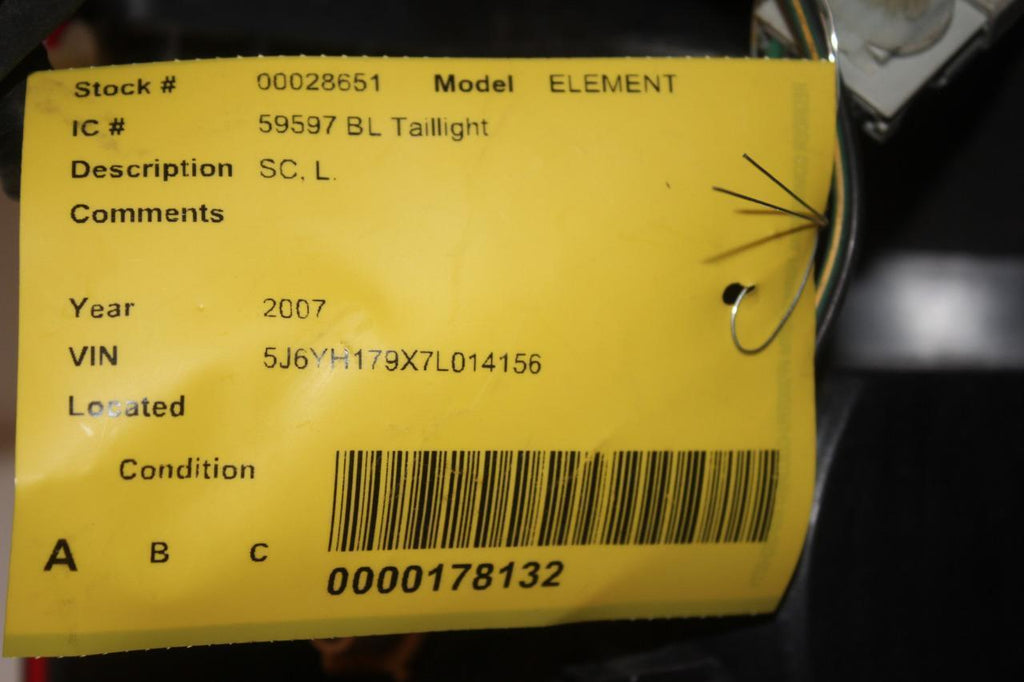 Stock # 00028651 Model ELEMENT
IC # 59597 BL Taillight
Description SC, L.
Comments
Year 2007
VIN 5J6YH179X7L014156
Located
Condition
A B C
0000178132